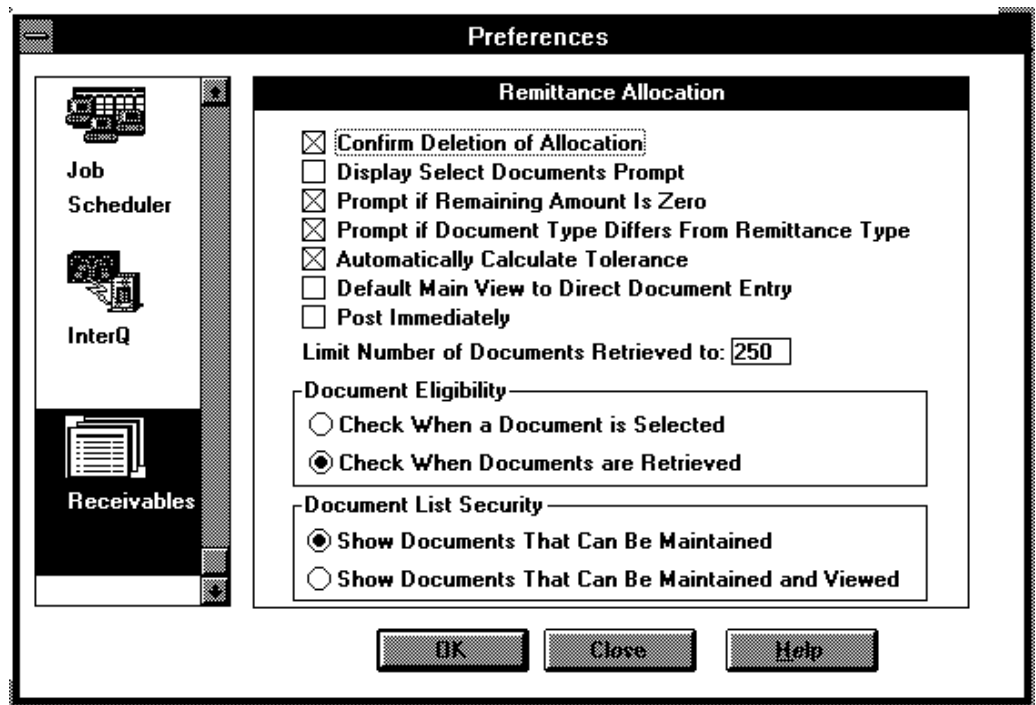 Preferences
Job
Scheduler
InterQ
Receivables
Remittance Allocation
Confirm Deletion of Allocation
Display Select Documents Prompt
Prompt if Remaining Amount Is Zero
Prompt if Document Type Differs From Remittance Type
Automatically Calculate Tolerance
Default Main View to Direct Document Entry
Post Immediately
Limit Number of Documents Retrieved to: 250
Document Eligibility
Check When a Document is Selected
Check When Documents are Retrieved
Document List Security
Show Documents That Can Be Maintained
Show Documents That Can Be Maintained and Viewed
OK Close Help